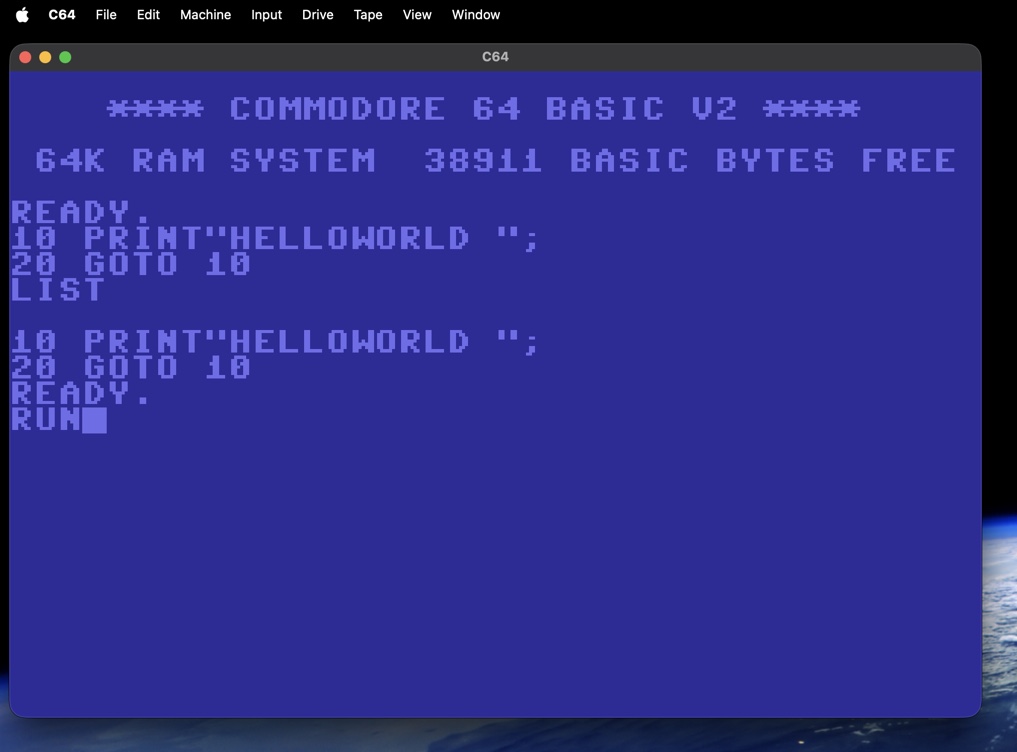 C64 File Edit Machine Input Drive Tape View Window
C64
**** COMMODORE 64 BASIC V2 ****
64K RAM SYSTEM  38911 BASIC BYTES FREE
READY.
10 PRINT"HELLOWORLD ";
20 GOTO 10
LIST
10 PRINT"HELLOWORLD ";
20 GOTO 10
READY.
RUN